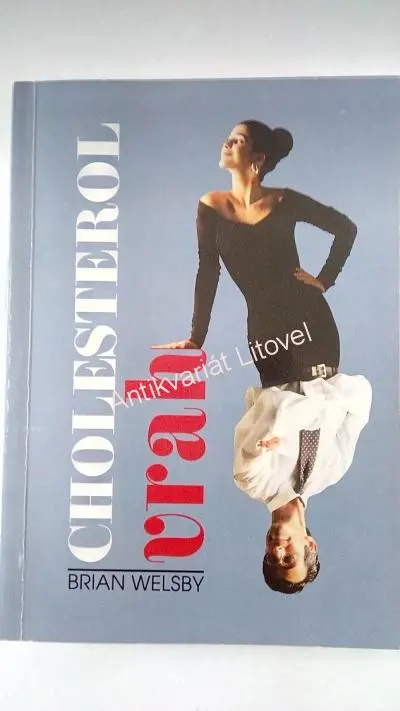 CHOLESTEROL
vrah
BRIAN WELSBY
Antikvariát Litovel